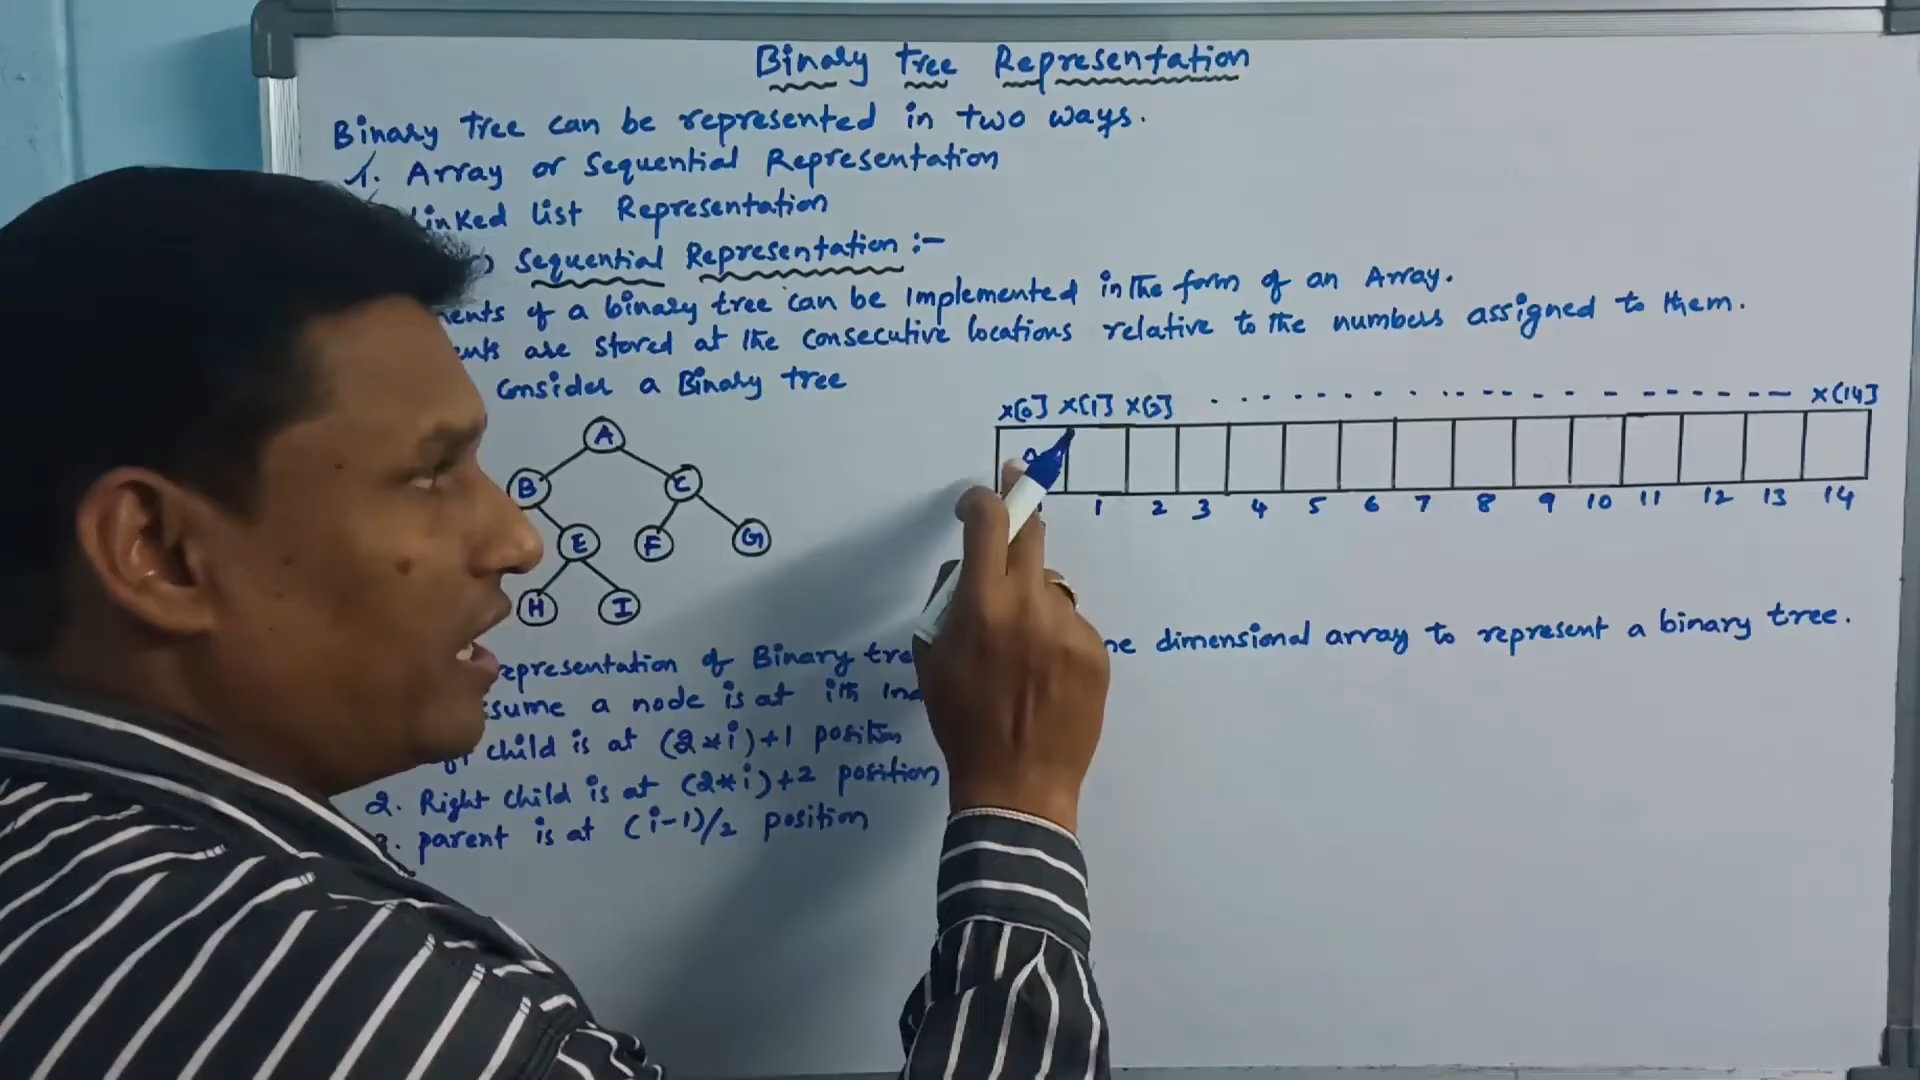 Binary Tree Representation
Binary Tree can be represented in two ways.
1. Array or Sequential Representation
Linked list Representation
Sequential Representation :-
of a binary tree can be Implemented in the form of an Array.
are stored at the consecutive locations relative to the numbers assigned to them.
Consider a Binary tree
x[0] x[1] x[2] x[14]
A
B C
E F G
H I
1 2 3 4 5 6 7 8 9 10 11 12 13 14
representation of Binary dimensional array to represent a binary tree.
a node is at ith
child is at (2*i)+1 position
2. Right child is at (2*i)+2 position
3. parent is at (i-1)/2 position